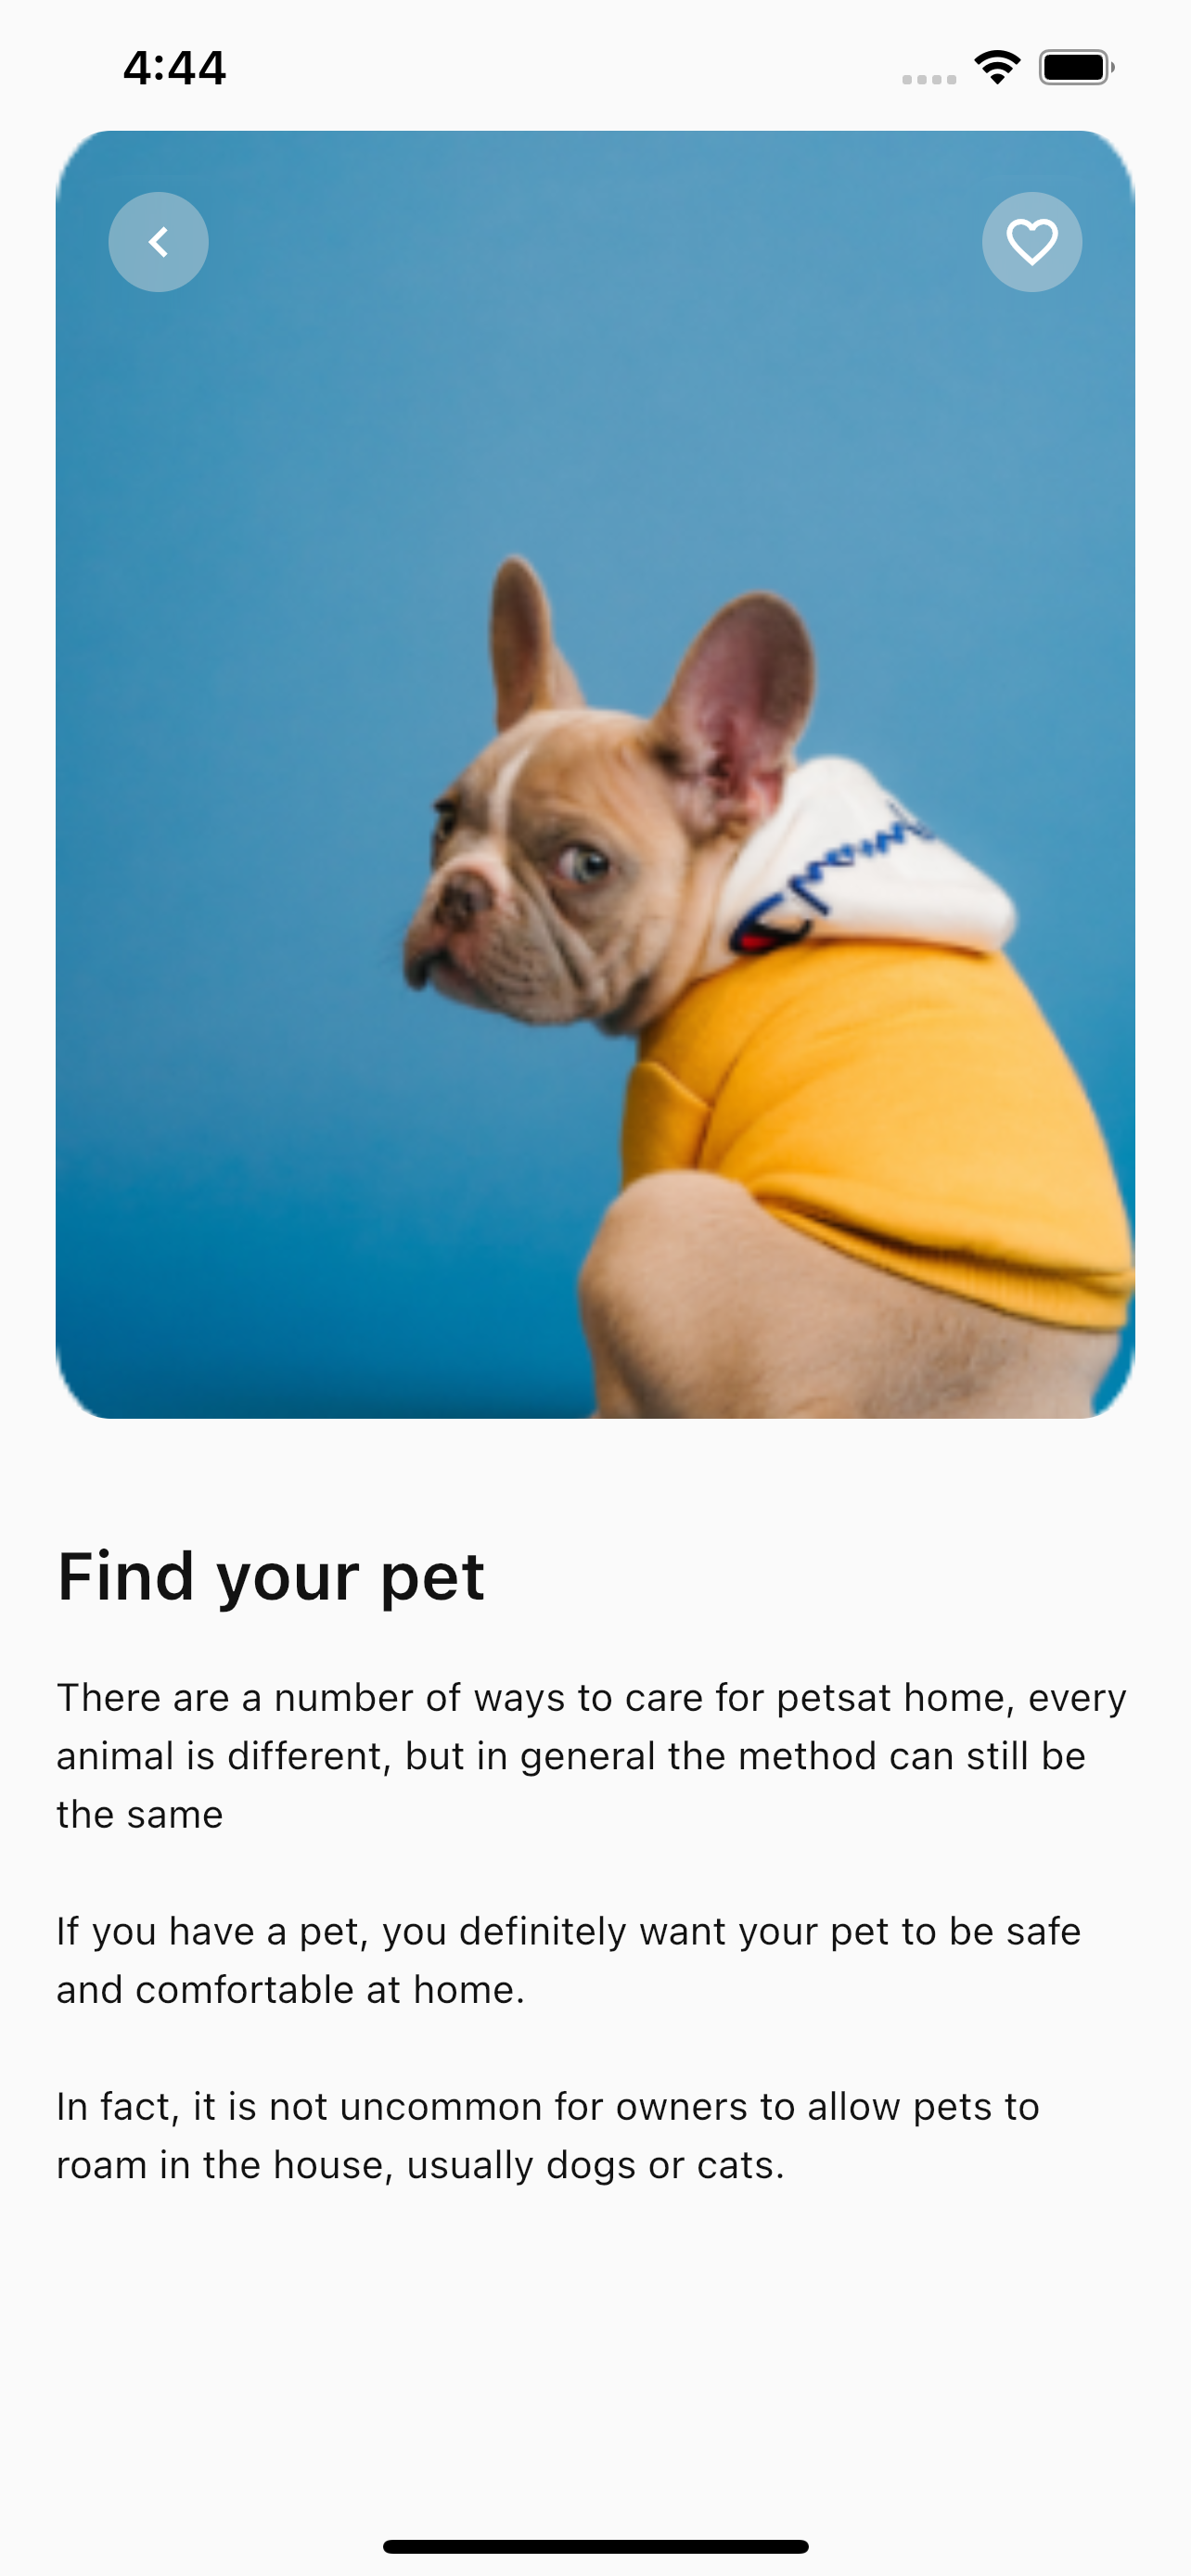 4:44
Find your pet
There are a number of ways to care for petsat home, every
animal is different, but in general the method can still be
the same
If you have a pet, you definitely want your pet to be safe
and comfortable at home.
In fact, it is not uncommon for owners to allow pets to
roam in the house, usually dogs or cats.